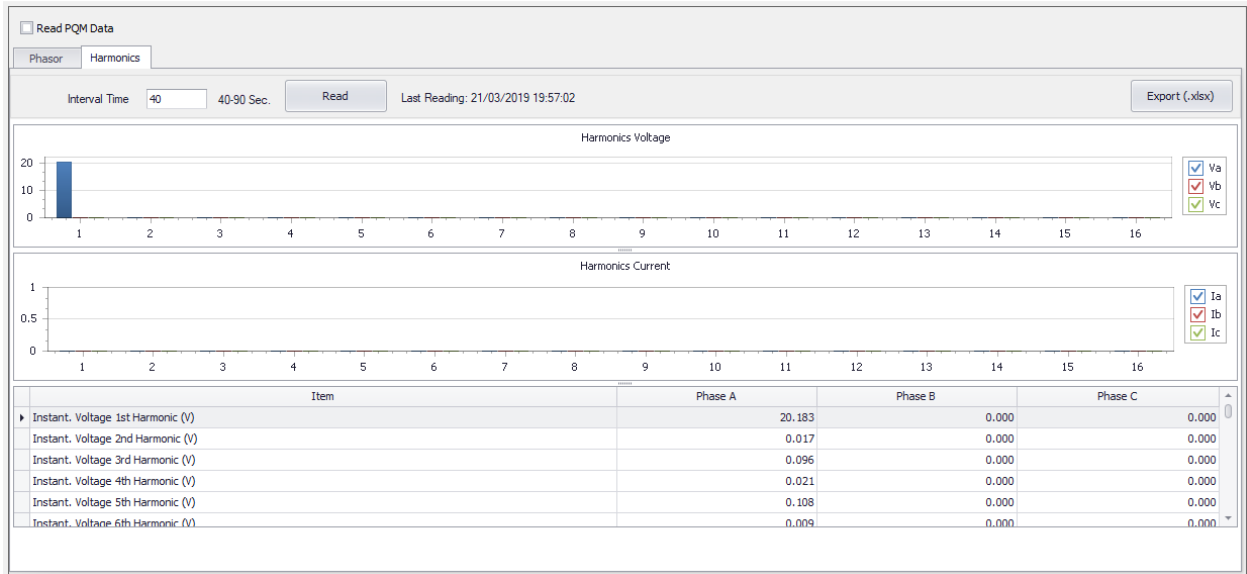 Read PQM Data
Phasor Harmonics
Interval Time 40 40-90 Sec. Read Last Reading: 21/03/2019 19:57:02 Export (.xlsx)
Harmonics Voltage
20
10
0
1 2 3 4 5 6 7 8 9 10 11 12 13 14 15 16
Va
Vb
Vc
Harmonics Current
1
0.5
0
1 2 3 4 5 6 7 8 9 10 11 12 13 14 15 16
Ia
Ib
Ic
Item Phase A Phase B Phase C
Instant. Voltage 1st Harmonic (V) 20.183 0.000 0.000
Instant. Voltage 2nd Harmonic (V) 0.017 0.000 0.000
Instant. Voltage 3rd Harmonic (V) 0.096 0.000 0.000
Instant. Voltage 4th Harmonic (V) 0.021 0.000 0.000
Instant. Voltage 5th Harmonic (V) 0.108 0.000 0.000
Instant. Voltage 6th Harmonic (V) 0.009 0.000 0.000